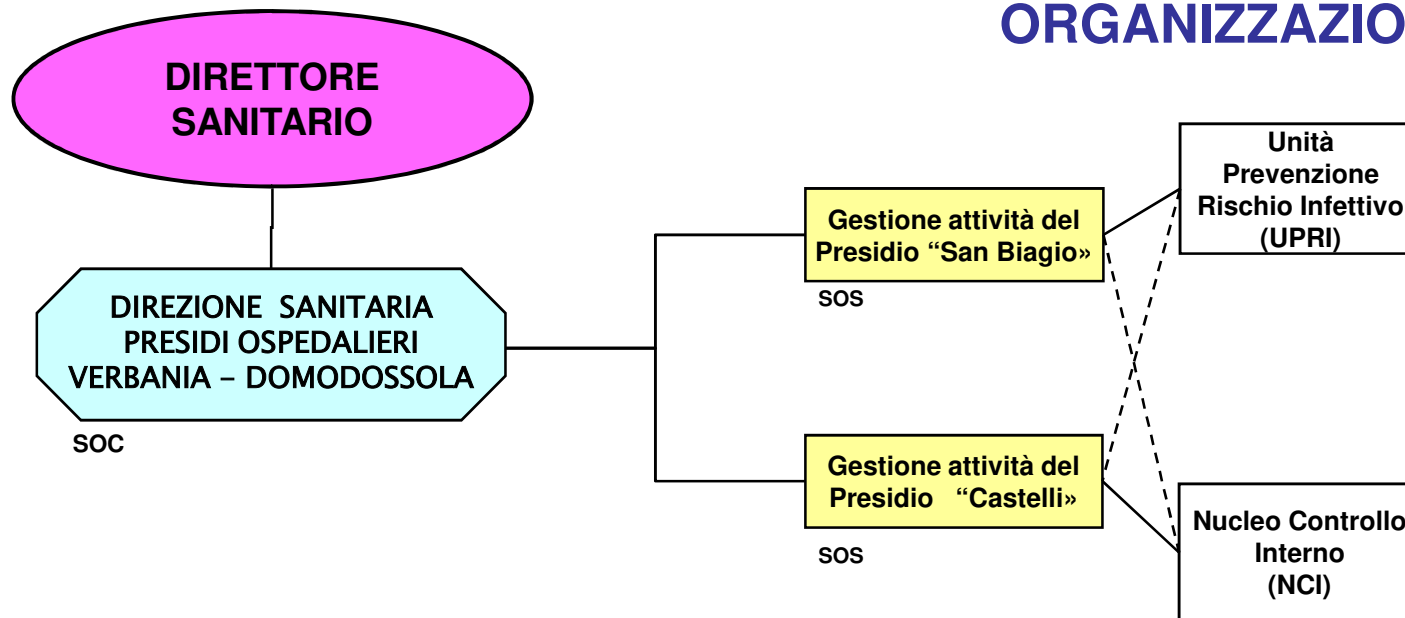 ORGANIZZAZIO
DIRETTORE
SANITARIO
DIREZIONE SANITARIA
PRESIDI OSPEDALIERI
VERBANIA – DOMODOSSOLA
SOC
Gestione attività del
Presidio “San Biagio»
SOS
Gestione attività del
Presidio “Castelli»
SOS
Unità
Prevenzione
Rischio Infettivo
(UPRI)
Nucleo Controllo
Interno
(NCI)